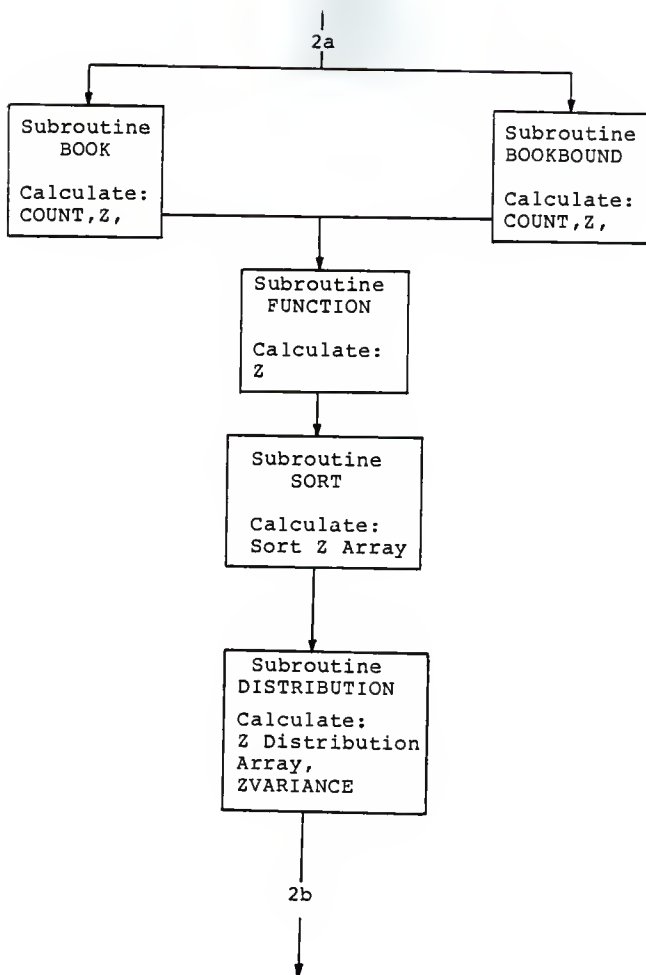 2a
Subroutine
BOOK
Calculate:
COUNT,Z,
Subroutine
BOOKBOUND
Calculate:
COUNT,Z,
Subroutine
FUNCTION
Calculate:
Z
Subroutine
SORT
Calculate:
Sort Z Array
Subroutine
DISTRIBUTION
Calculate:
Z Distribution
Array,
ZVARIANCE
2b